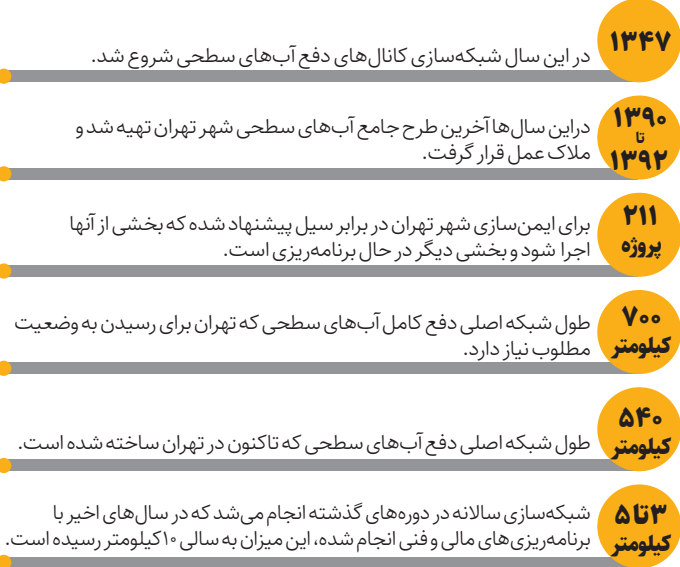 ۱۳۴۷
در این سال شبکه‌سازی کانال‌های دفع آب‌های سطحی شروع شد.
۱۳۹۰
تا
۱۳۹۲
دراین سال‌ها آخرین طرح جامع آب‌های سطحی شهر تهران تهیه شد و
ملاک عمل قرار گرفت.
۲۱۱
پروژه
برای ایمن‌سازی شهر تهران در برابر سیل پیشنهاد شده که بخشی از آنها
اجرا شود و بخشی دیگر در حال برنامه‌ریزی است.
۷۰۰
کیلومتر
طول شبکه اصلی دفع کامل آب‌های سطحی که تهران برای رسیدن به وضعیت
مطلوب نیاز دارد.
۵۴۰
کیلومتر
طول شبکه اصلی دفع آب‌های سطحی که تاکنون در تهران ساخته شده است.
۳تا۵
کیلومتر
شبکه‌سازی سالانه در دوره‌های گذشته انجام می‌شد که در سال‌های اخیر با
برنامه‌ریزی‌های مالی و فنی انجام شده، این میزان به سالی ۱۰کیلومتر رسیده است.